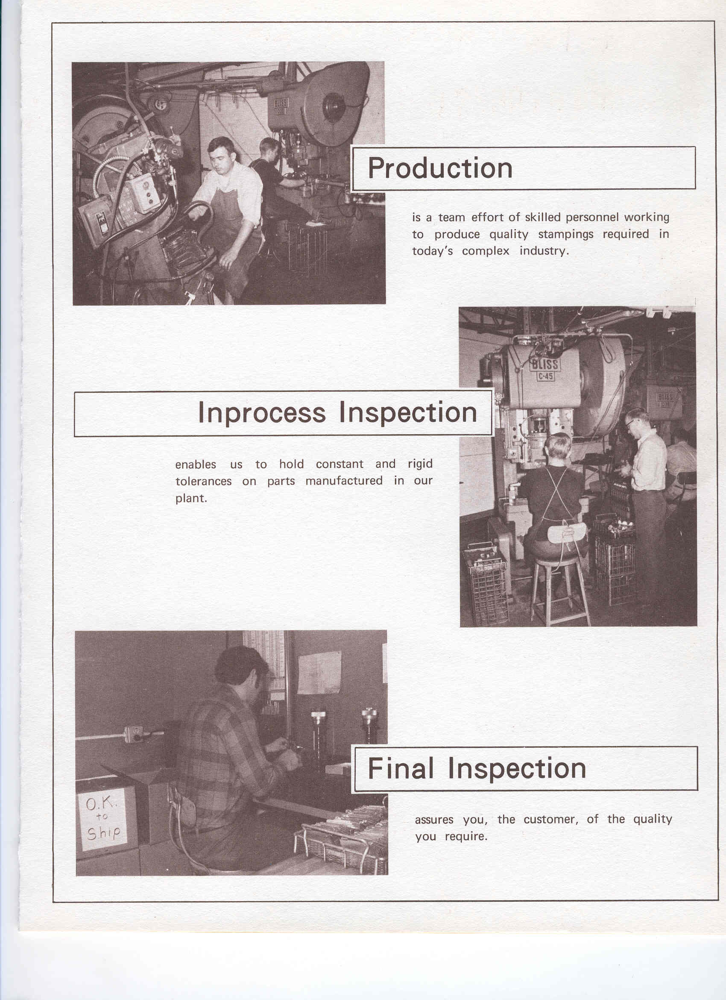 BLISS
Production
is a team effort of skilled personnel working
to produce quality stampings required in
today's complex industry.
BLISS
C-45
BLISS
Inprocess Inspection
enables us to hold constant and rigid
tolerances on parts manufactured in our
plant.
Final Inspection
O.K.
to
Ship
assures you, the customer, of the quality
you require.